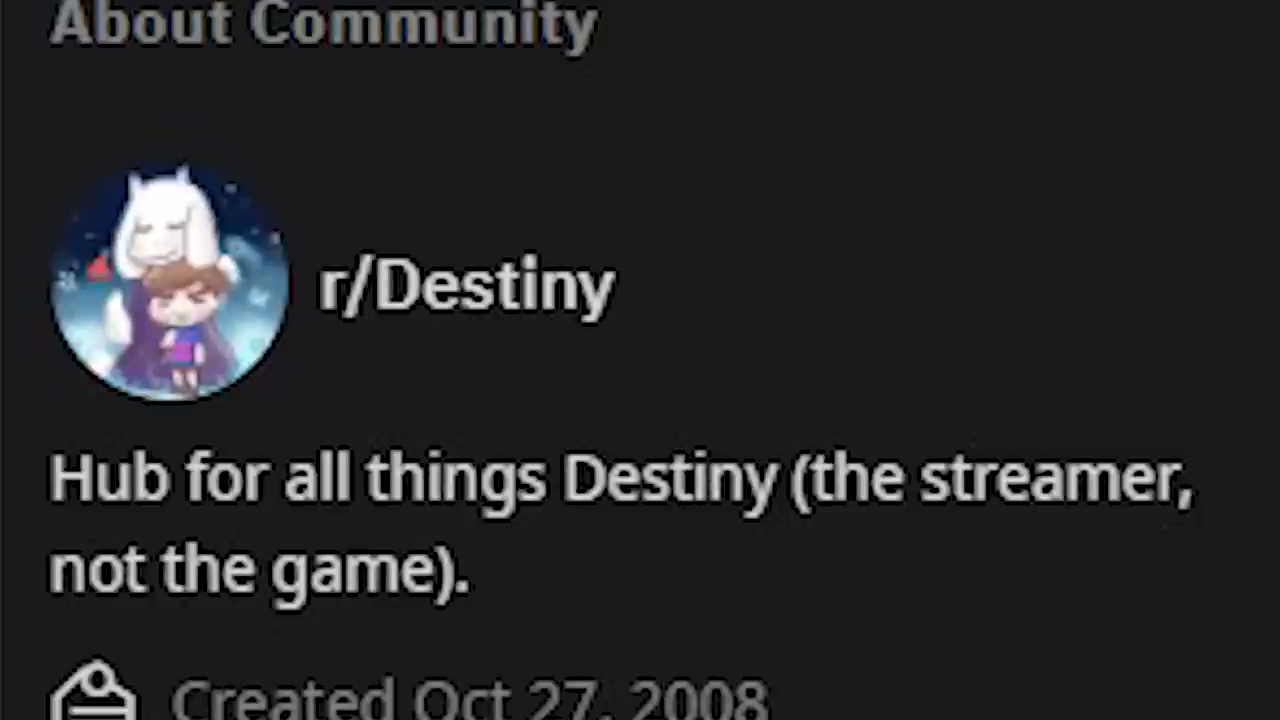 About Community
r/Destiny
Hub for all things Destiny (the streamer,
not the game).
Created Oct 27, 2008